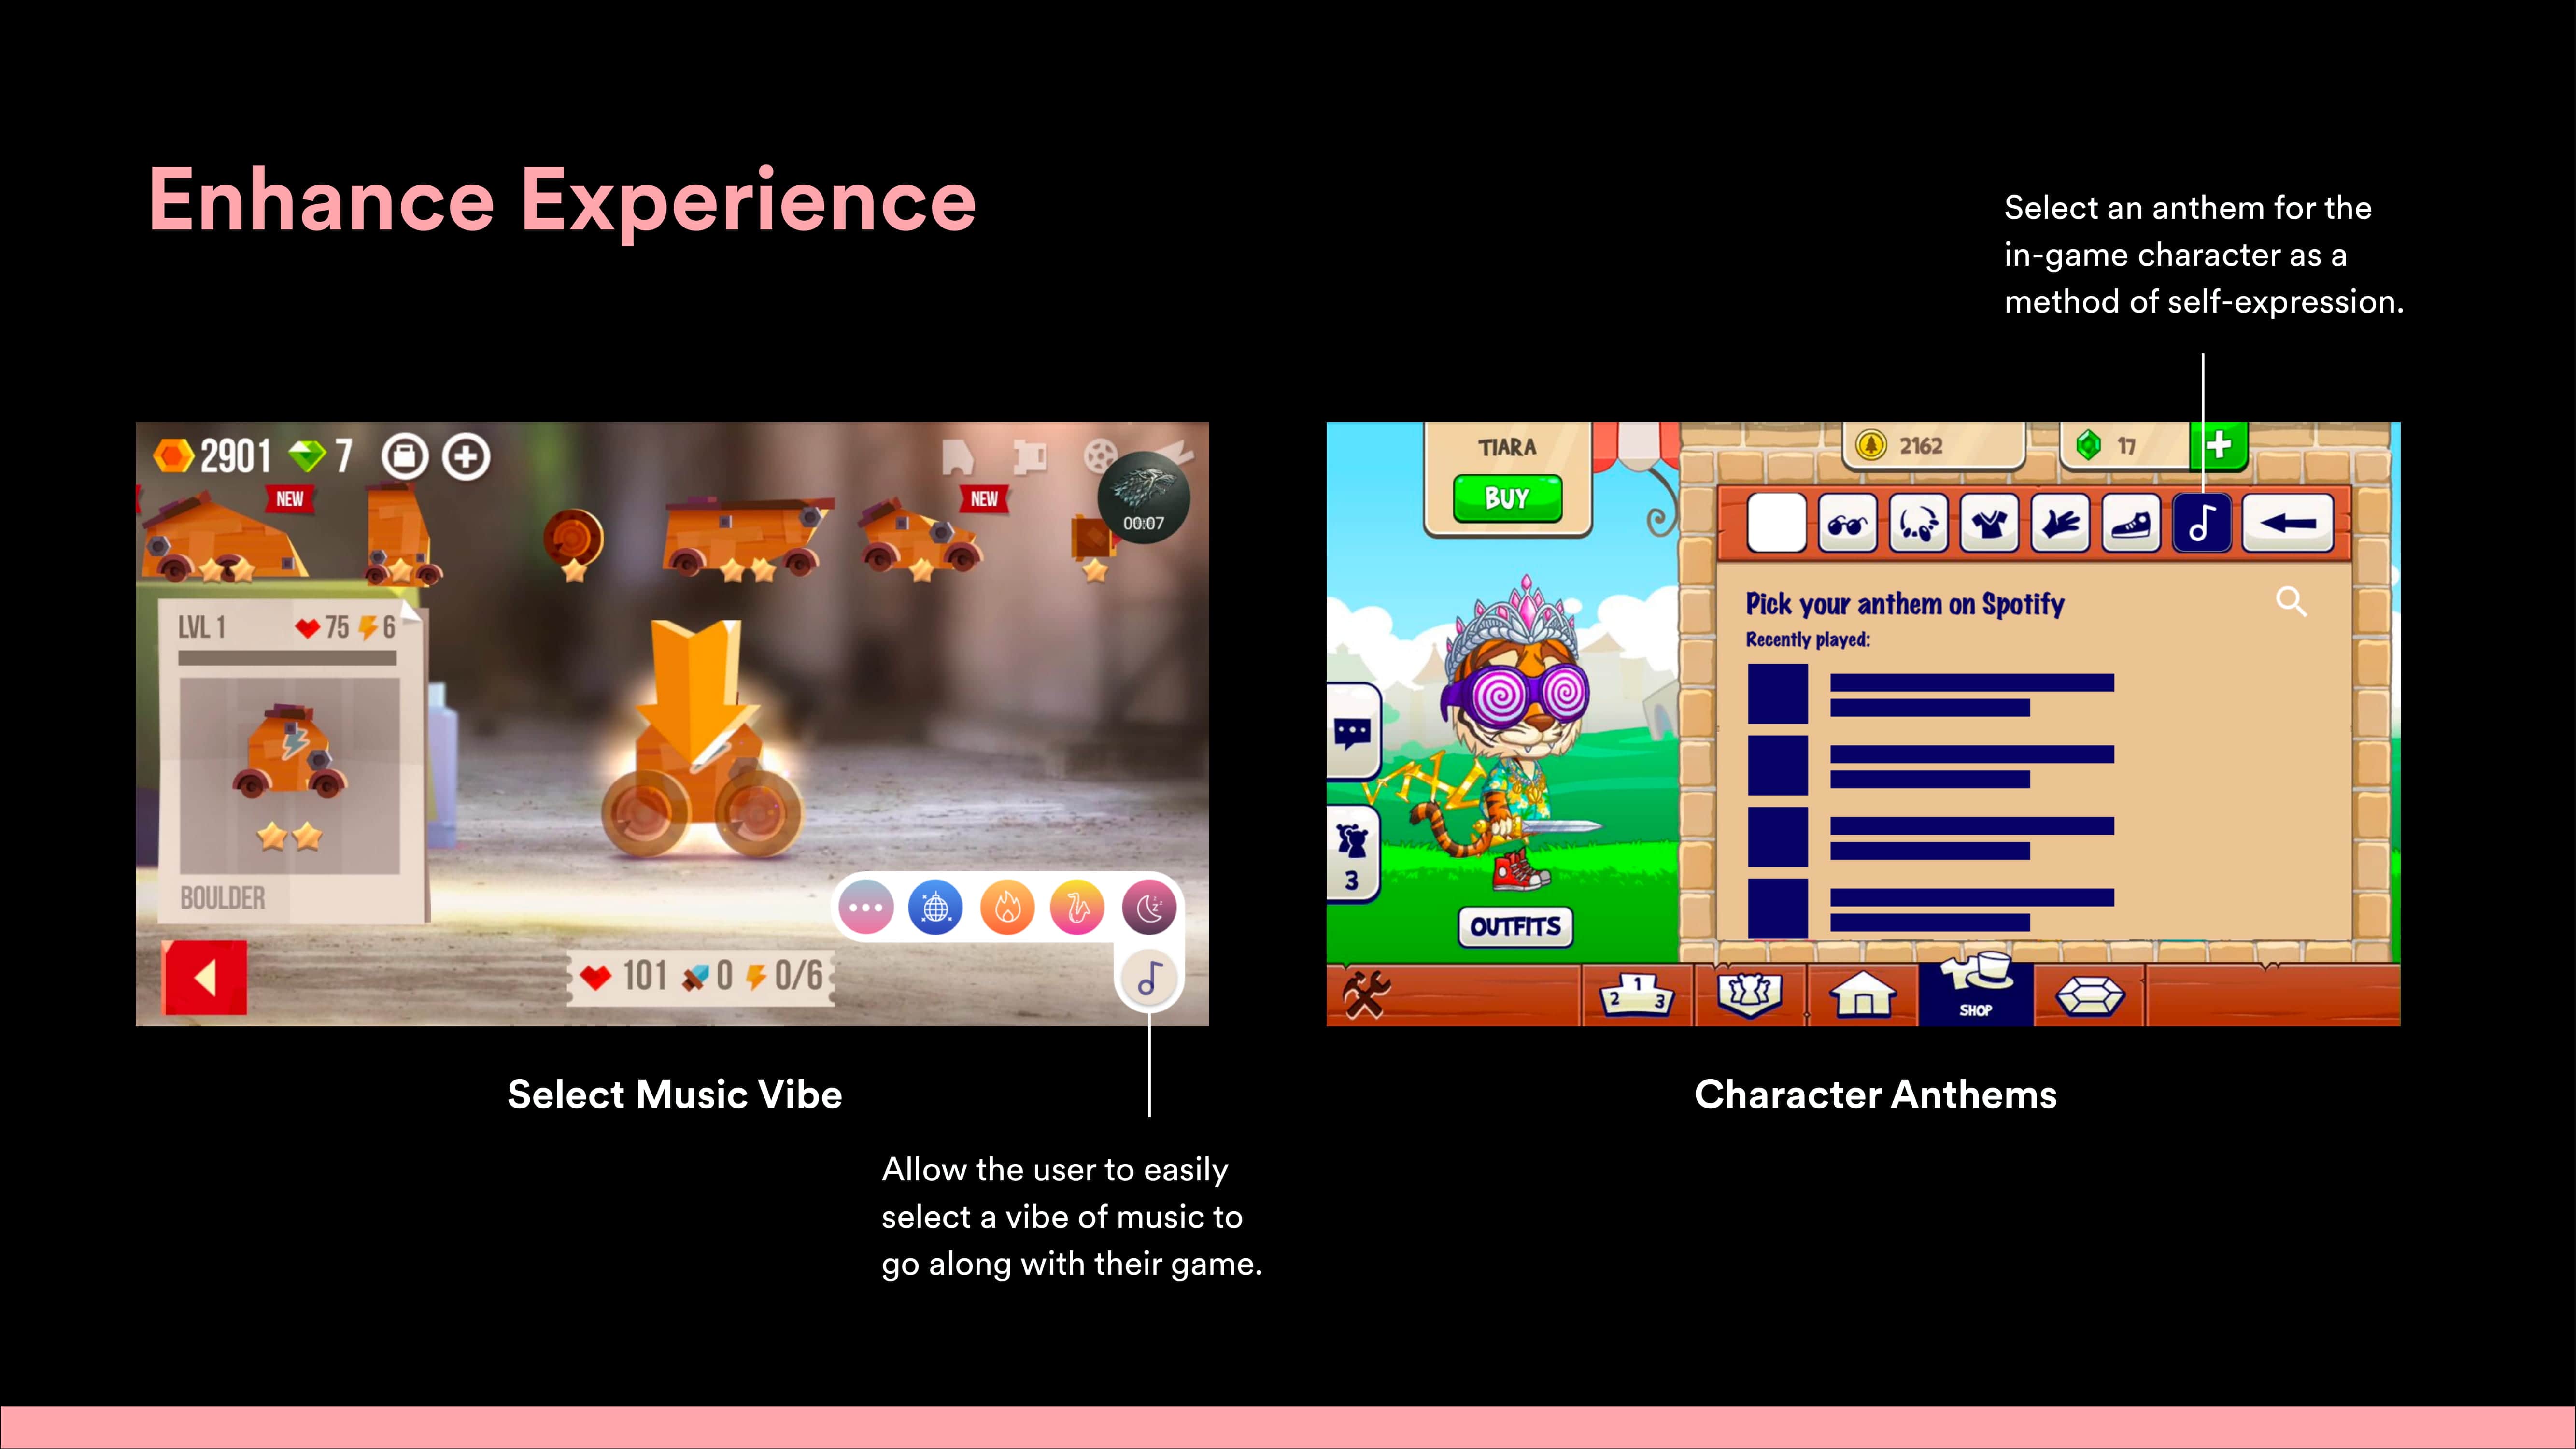 Enhance Experience
Select an anthem for the
in-game character as a
method of self-expression.
2901 7
NEW
NEW
00:07
LVL 1 75 6
BOULDER
101 0 0/6
TIARA
BUY
2162
17
Pick your anthem on Spotify
Recently played:
3
OUTFITS
2 1 3
SHOP
Select Music Vibe
Character Anthems
Allow the user to easily
select a vibe of music to
go along with their game.